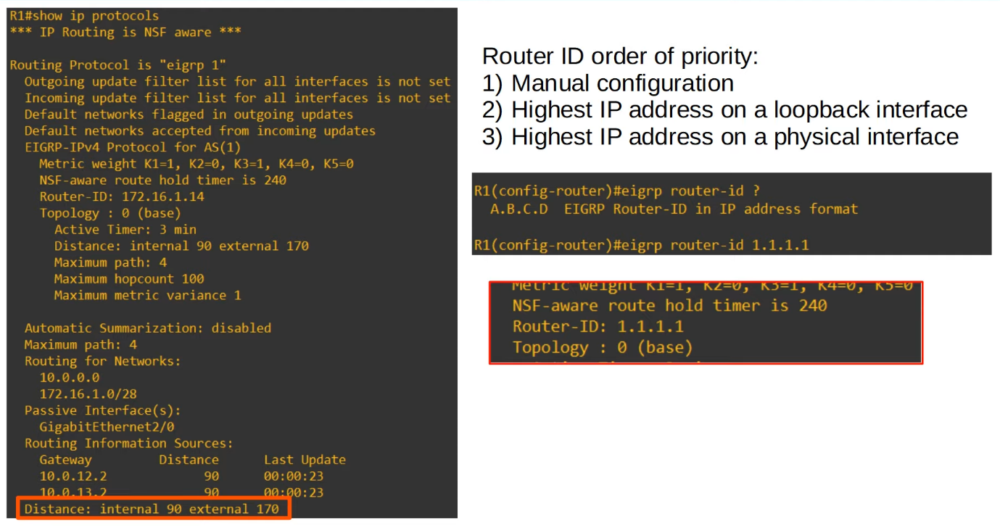 R1#show ip protocols
*** IP Routing is NSF aware ***
Routing Protocol is "eigrp 1"
Outgoing update filter list for all interfaces is not set
Incoming update filter list for all interfaces is not set
Default networks flagged in outgoing updates
Default networks accepted from incoming updates
EIGRP-IPv4 Protocol for AS(1)
Metric weight K1=1, K2=0, K3=1, K4=0, K5=0
NSF-aware route hold timer is 240
Router-ID: 172.16.1.14
Topology : 0 (base)
Active Timer: 3 min
Distance: internal 90 external 170
Maximum path: 4
Maximum hopcount 100
Maximum metric variance 1
Automatic Summarization: disabled
Maximum path: 4
Routing for Networks:
10.0.0.0
172.16.1.0/28
Passive Interface(s):
GigabitEthernet2/0
Routing Information Sources:
Gateway Distance Last Update
10.0.12.2 90 00:00:23
10.0.13.2 90 00:00:23
Distance: internal 90 external 170
Router ID order of priority:
1) Manual configuration
2) Highest IP address on a loopback interface
3) Highest IP address on a physical interface
R1(config-router)#eigrp router-id ?
A.B.C.D EIGRP Router-ID in IP address format
R1(config-router)#eigrp router-id 1.1.1.1
Metric weight K1=1, K2=0, K3=1, K4=0, K5=0
NSF-aware route hold timer is 240
Router-ID: 1.1.1.1
Topology : 0 (base)